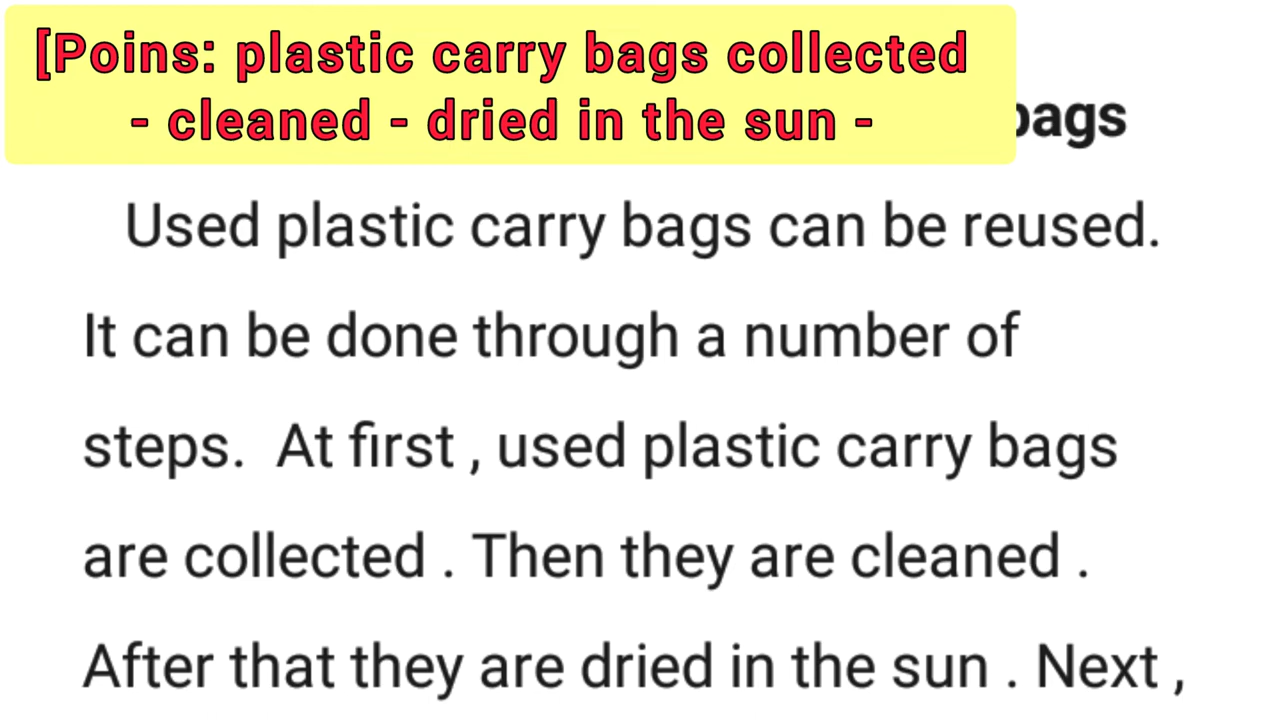 [Poins: plastic carry bags collected
- cleaned - dried in the sun -
bags
Used plastic carry bags can be reused.
It can be done through a number of
steps. At first , used plastic carry bags
are collected . Then they are cleaned .
After that they are dried in the sun . Next ,